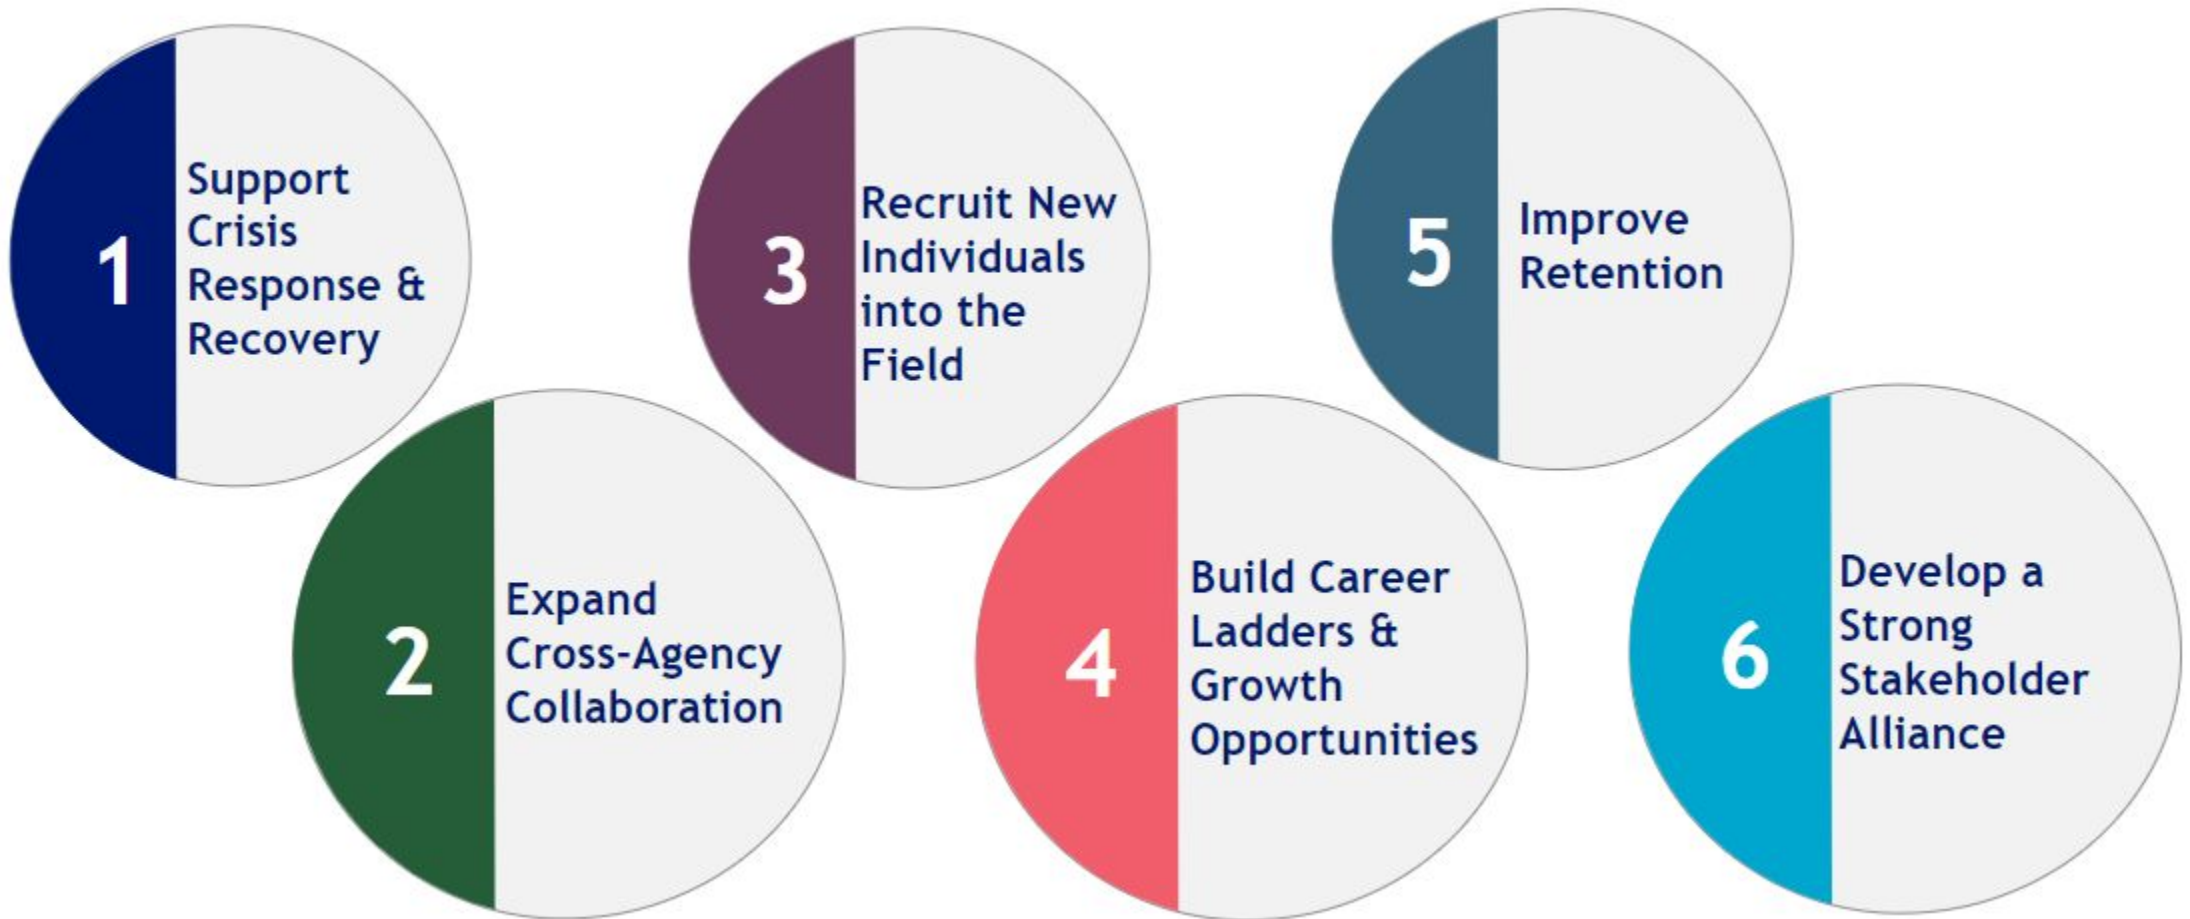 1
Support
Crisis
Response &
Recovery
2
Expand
Cross-Agency
Collaboration
3
Recruit New
Individuals
into the
Field
4
Build Career
Ladders &
Growth
Opportunities
5
Improve
Retention
6
Develop a
Strong
Stakeholder
Alliance